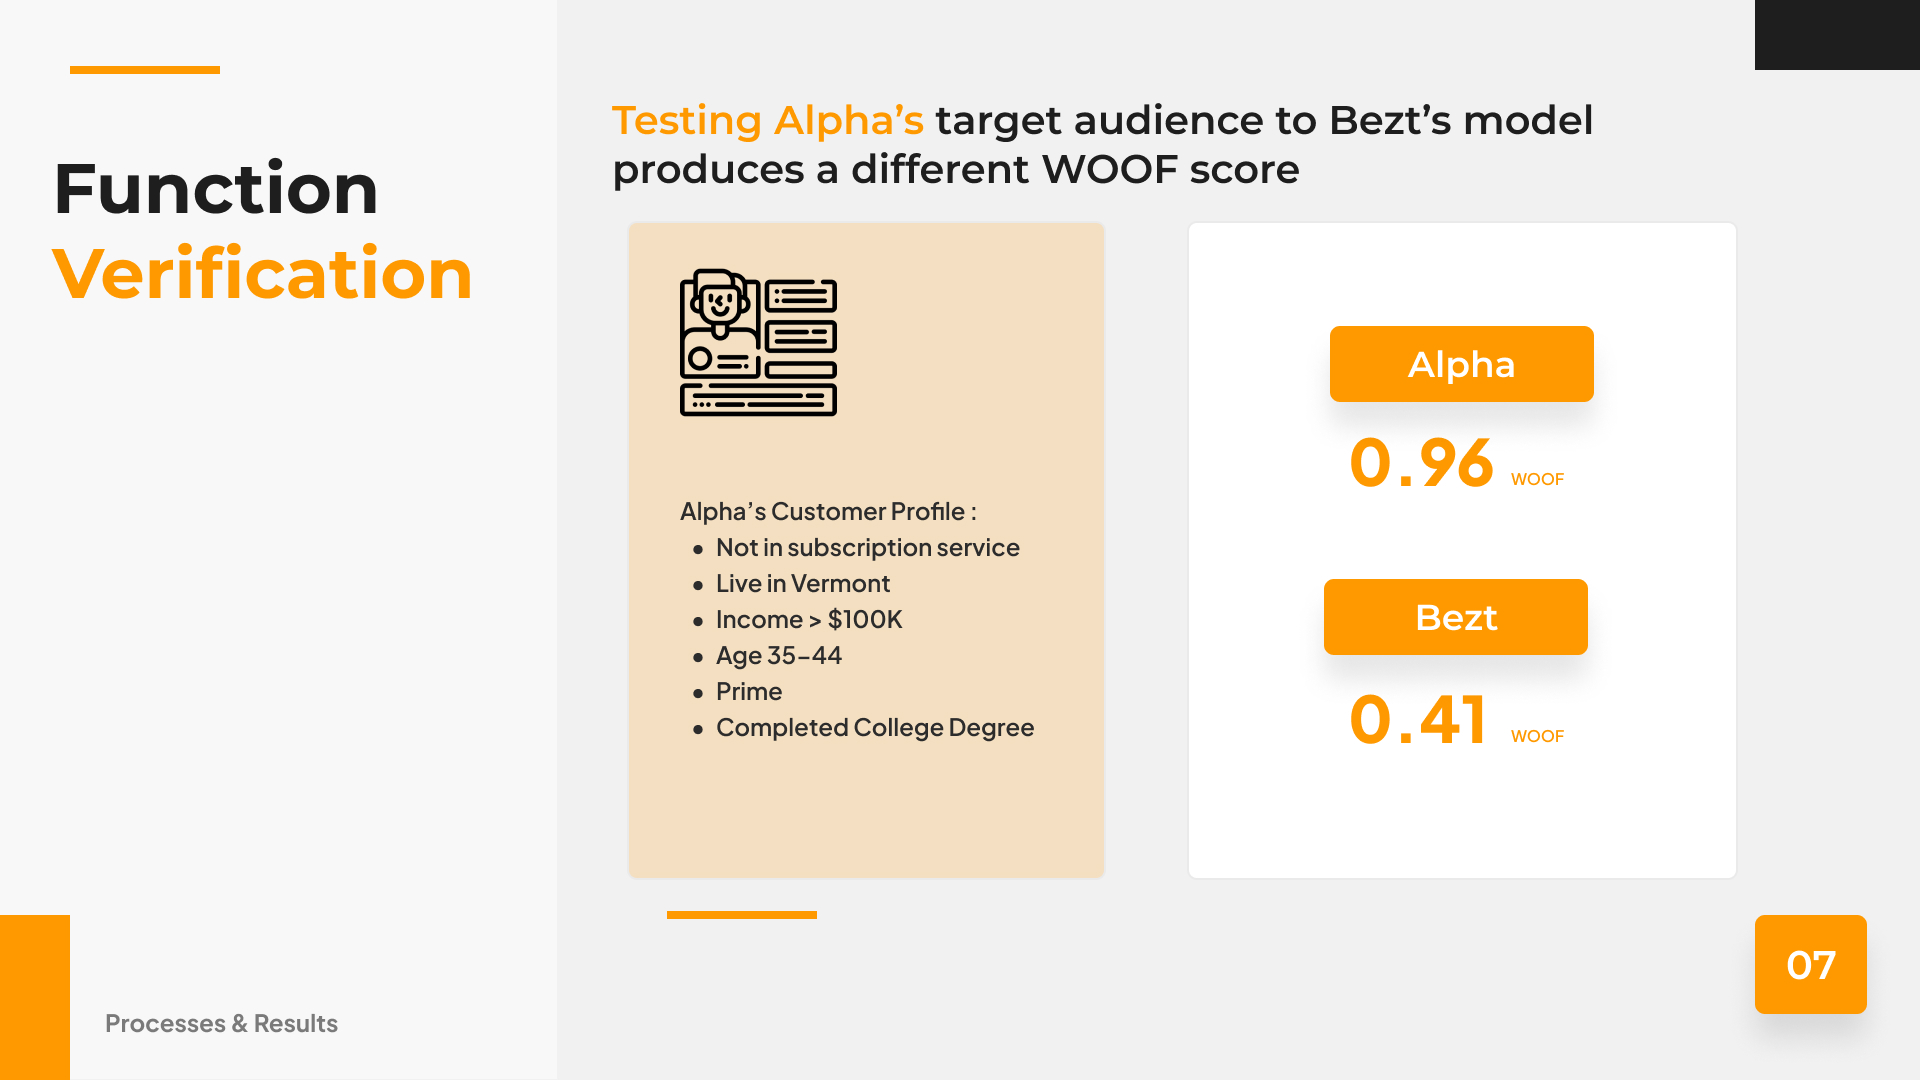 Function
Verification
Testing Alpha’s target audience to Bezt’s model
produces a different WOOF score
Alpha’s Customer Profile :
• Not in subscription service
• Live in Vermont
• Income > $100K
• Age 35–44
• Prime
• Completed College Degree
Alpha
0.96 WOOF
Bezt
0.41 WOOF
Processes & Results
07